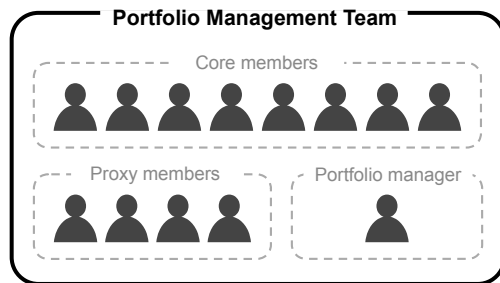 Portfolio Management Team
Core members
Proxy members
Portfolio manager